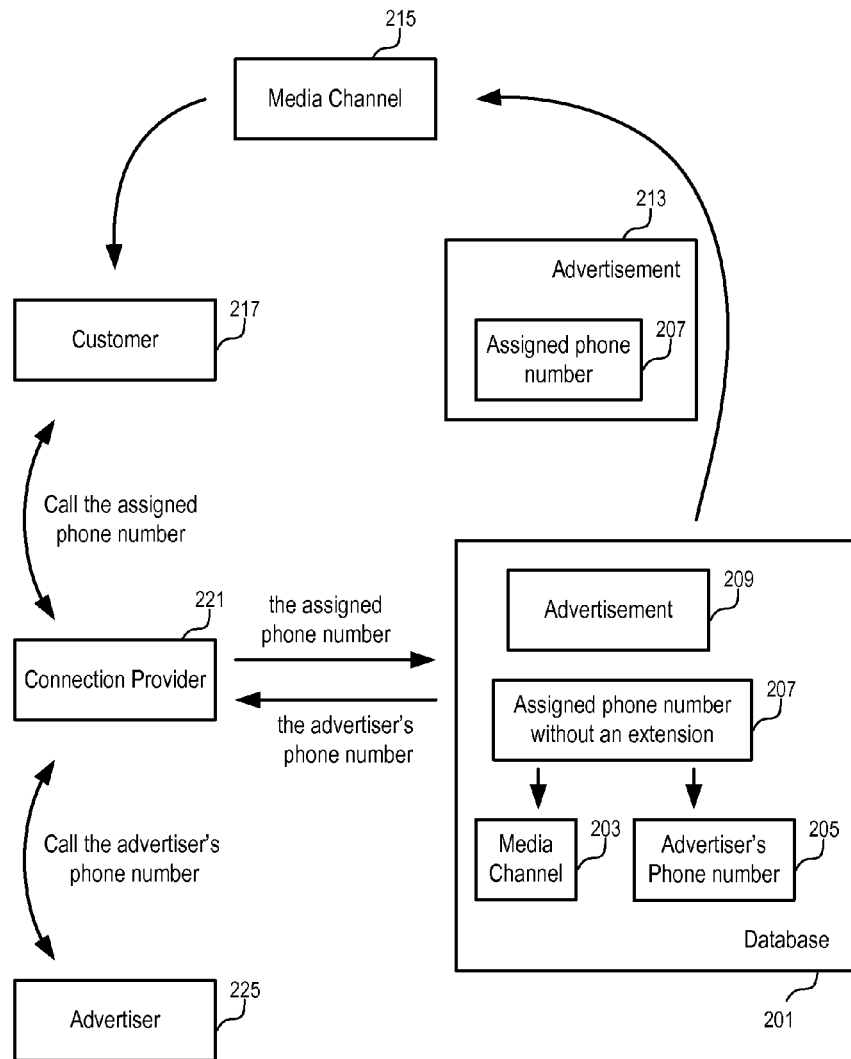 215
Media Channel
213
Advertisement
207
Assigned phone
number
217
Customer
Call the assigned
phone number
221
Connection Provider
the assigned
phone number
the advertiser's
phone number
209
Advertisement
207
Assigned phone number
without an extension
203
Media
Channel
205
Advertiser's
Phone number
Database
201
Call the advertiser's
phone number
225
Advertiser